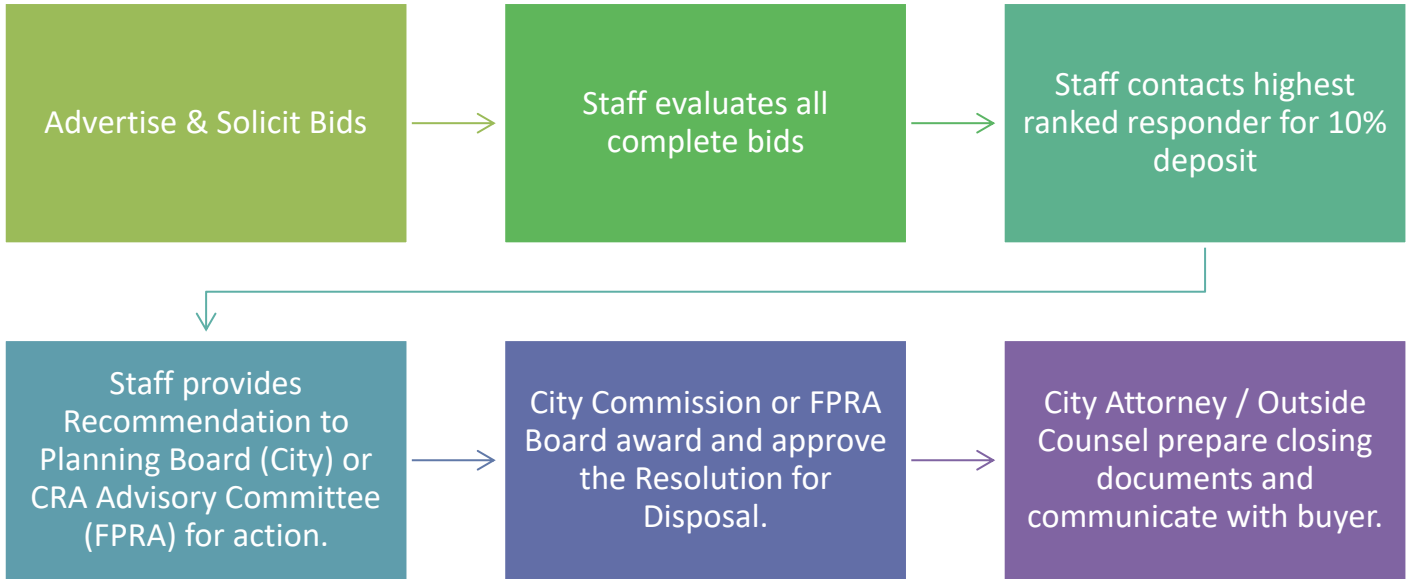 Advertise & Solicit Bids
Staff evaluates all
complete bids
Staff contacts highest
ranked responder for 10%
deposit
Staff provides
Recommendation to
Planning Board (City) or
CRA Advisory Committee
(FPRA) for action.
City Commission or FPRA
Board award and approve
the Resolution for
Disposal.
City Attorney / Outside
Counsel prepare closing
documents and
communicate with buyer.